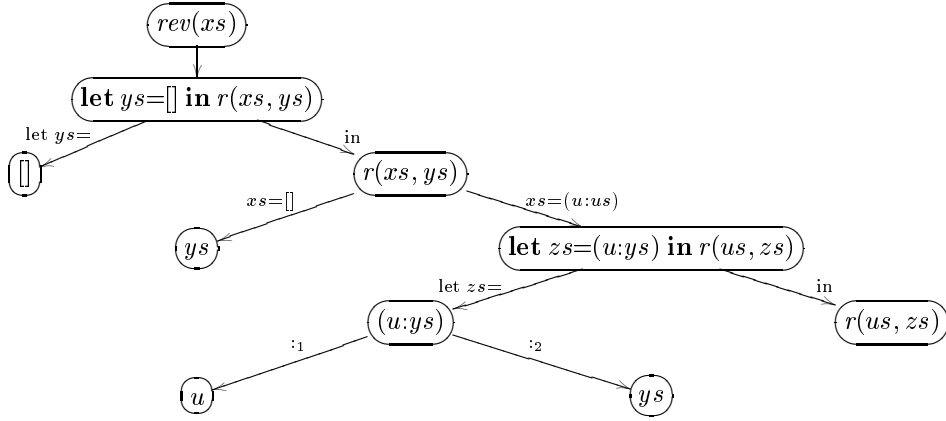 rev(xs)
let ys=[] in r(xs, ys)
let ys= in
[] r(xs, ys)
xs=[] xs=(u:us)
ys let zs=(u:ys) in r(us, zs)
let zs= in
(u:ys) r(us, zs)
:₁ :₂
u ys